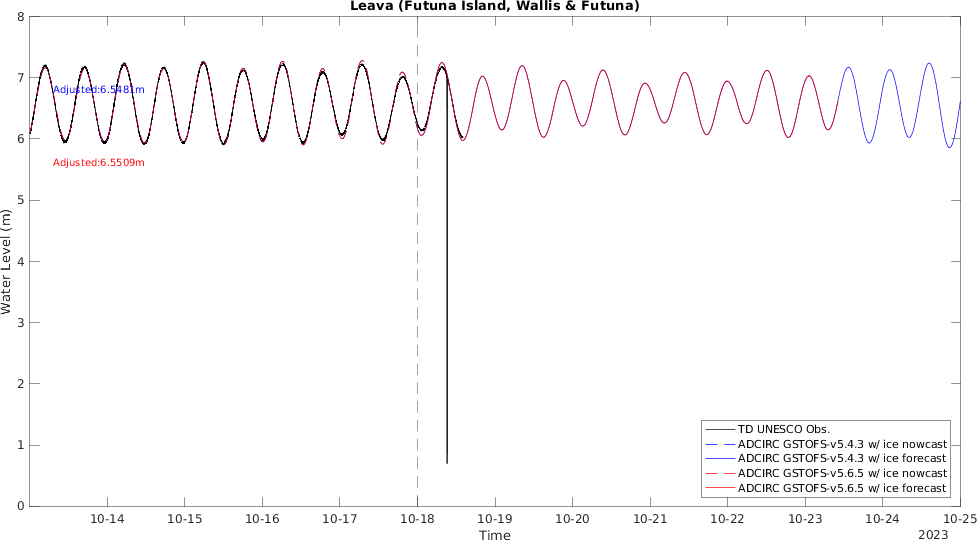 Leava (Futuna Island, Wallis & Futuna)
8
7
6
5
4
3
2
1
0
Water Level (m)
Adjusted:6.5481m
Adjusted:6.5509m
TD UNESCO Obs.
ADCIRC GSTOFS-v5.4.3 w/ ice nowcast
ADCIRC GSTOFS-v5.4.3 w/ ice forecast
ADCIRC GSTOFS-v5.6.5 w/ ice nowcast
ADCIRC GSTOFS-v5.6.5 w/ ice forecast
10-14 10-15 10-16 10-17 10-18 10-19 10-20 10-21 10-22 10-23 10-24 10-25
Time
2023